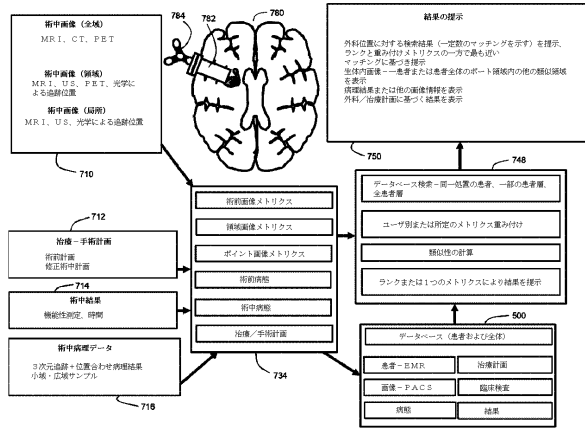 術中画像（全域）
MRI、CT、PET
術中画像（領域）
MRI、US、PET、光学に
よる追跡位置
術中画像（局所）
MRI、US、光学による追跡位置
710
784
782
780
結果の提示
外科位置に対する検索結果（一定数のマッチングを示す）を提示、
ランクと重み付けメトリクスの一方で最も近い
マッチングに基づき提示
生体内画像－一患者または患者全体のポート領域内の他の類似領域
を表示
病理結果または他の画像情報を表示
外科／治療計画に基づく結果を表示
750
712
治療－手術計画
術前計画
修正術中計画
714
術中結果
機能性測定、時間
術中病理データ
3次元追跡＋位置合わせ病理結果
小域・広域サンプル
716
術前画像メトリクス
領域画像メトリクス
ポイント画像メトリクス
術前病態
術中病態
治療／手術計画
734
748
データベース検索－同一処置の患者、一部の患者層、
全患者層
ユーザ別または所定のメトリクス重み付け
類似性の計算
ランクまたは1つのメトリクスにより結果を提示
500
データベース（患者および全体）
患者－EMR
治療計画
画像－PACS
臨床検査
病態
結果